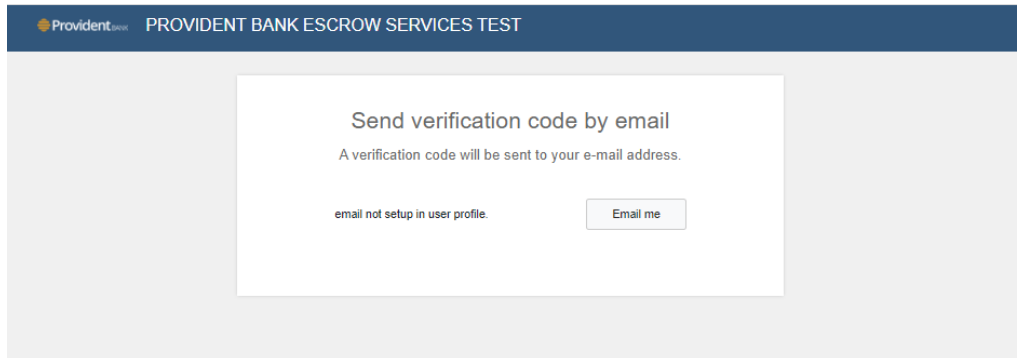 Provident BANK PROVIDENT BANK ESCROW SERVICES TEST
Send verification code by email
A verification code will be sent to your e-mail address.
email not setup in user profile. Email me